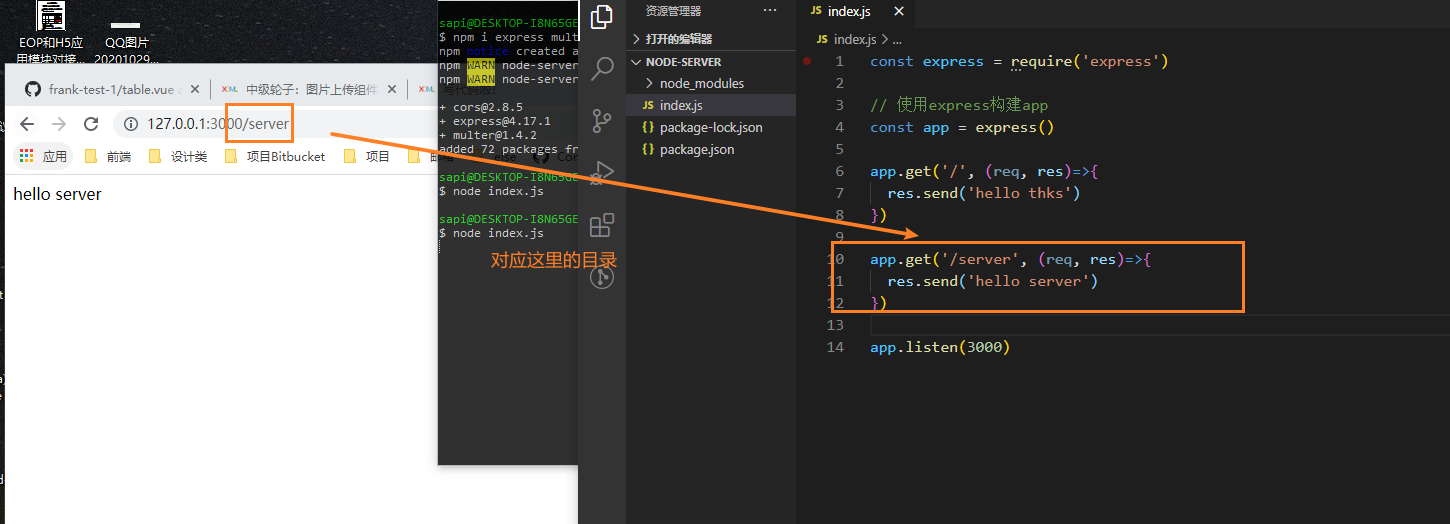 EOP和H5应
用模块对接...
QQ图片
20201029...
frank-test-1/table.vue
中级轮子：图片上传组件
127.0.0.1:3000/server
应用
前端
设计类
项目Bitbucket
项目
hello server
sapi@DESKTOP-I8N65GE
$ npm i express mult
npm notice created a
npm WARN node-server
npm WARN node-server
+ cors@2.8.5
+ express@4.17.1
+ multer@1.4.2
added 72 packages fr
sapi@DESKTOP-I8N65GE
$ node index.js
sapi@DESKTOP-I8N65GE
$ node index.js
对应这里的目录
资源管理器
打开的编辑器
NODE-SERVER
node_modules
JS index.js
{} package-lock.json
{} package.json
JS index.js
JS index.js > ...
1 const express = require('express')
2
3 // 使用express构建app
4 const app = express()
5
6 app.get('/', (req, res)=>{
7 res.send('hello thks')
8 })
9
10 app.get('/server', (req, res)=>{
11 res.send('hello server')
12 })
13
14 app.listen(3000)